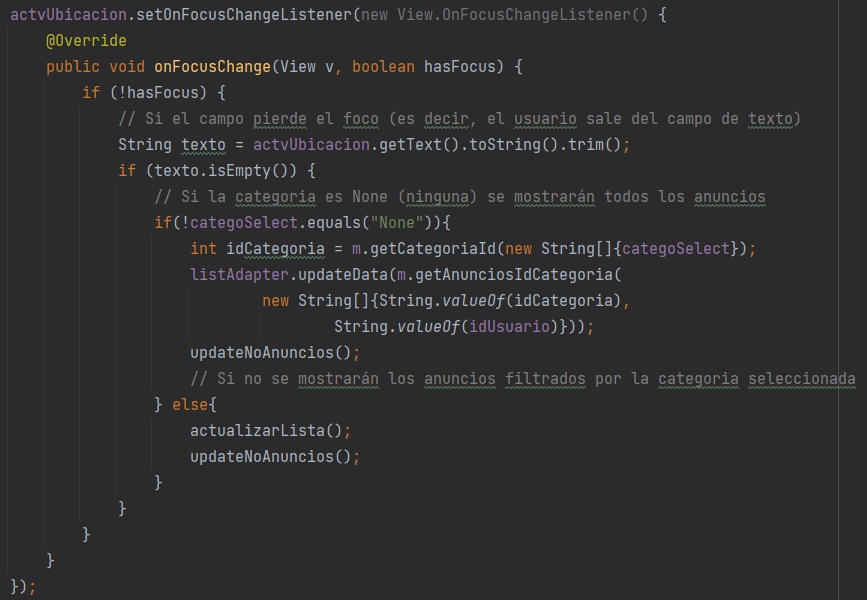 actvUbicacion.setOnFocusChangeListener(new View.OnFocusChangeListener() {
@Override
public void onFocusChange(View v, boolean hasFocus) {
if (!hasFocus) {
// Si el campo pierde el foco (es decir, el usuario sale del campo de texto)
String texto = actvUbicacion.getText().toString().trim();
if (texto.isEmpty()) {
// Si la categoria es None (ninguna) se mostrarán todos los anuncios
if(!categoSelect.equals("None")){
int idCategoria = m.getCategoriaId(new String[]{categoSelect});
listAdapter.updateData(m.getAnunciosIdCategoria(
new String[]{String.valueOf(idCategoria),
String.valueOf(idUsuario)}));
updateNoAnuncios();
// Si no se mostrarán los anuncios filtrados por la categoria seleccionada
} else{
actualizarLista();
updateNoAnuncios();
}
}
}
}
});